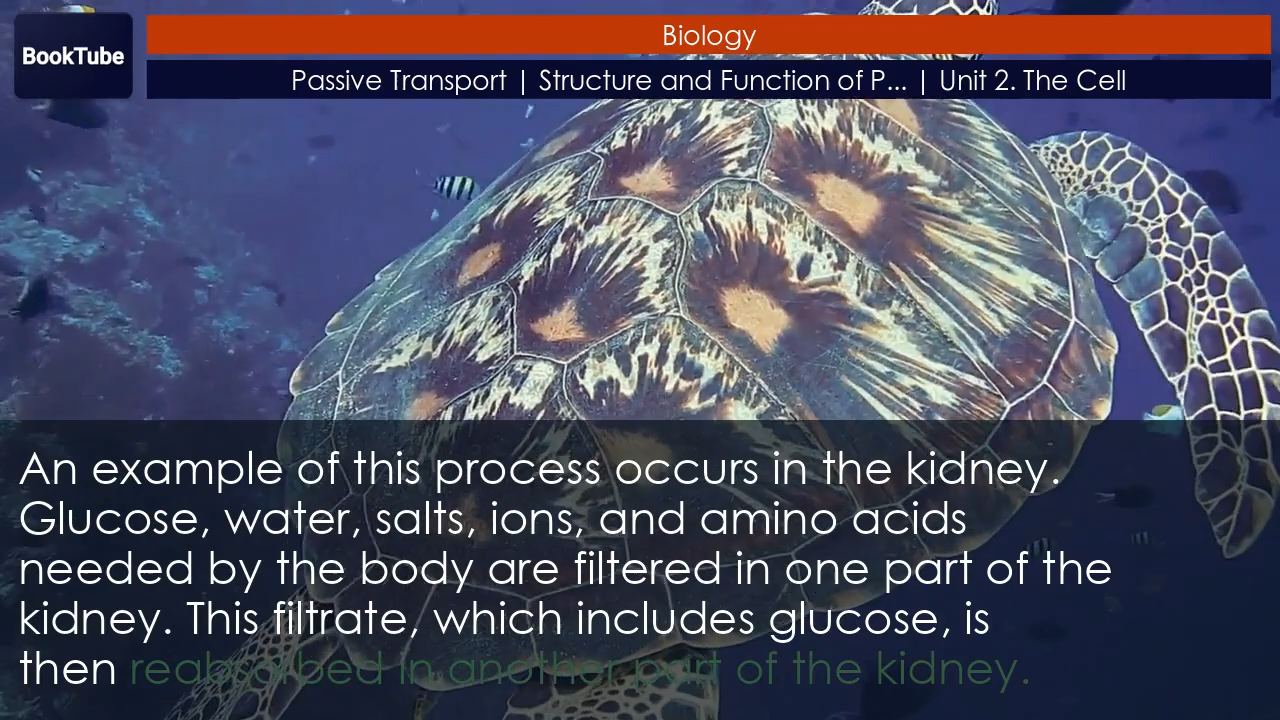 BookTube
Biology
Passive Transport | Structure and Function of P... | Unit 2. The Cell
An example of this process occurs in the kidney.
Glucose, water, salts, ions, and amino acids
needed by the body are filtered in one part of the
kidney. This filtrate, which includes glucose, is
then reabsorbed in another part of the kidney.